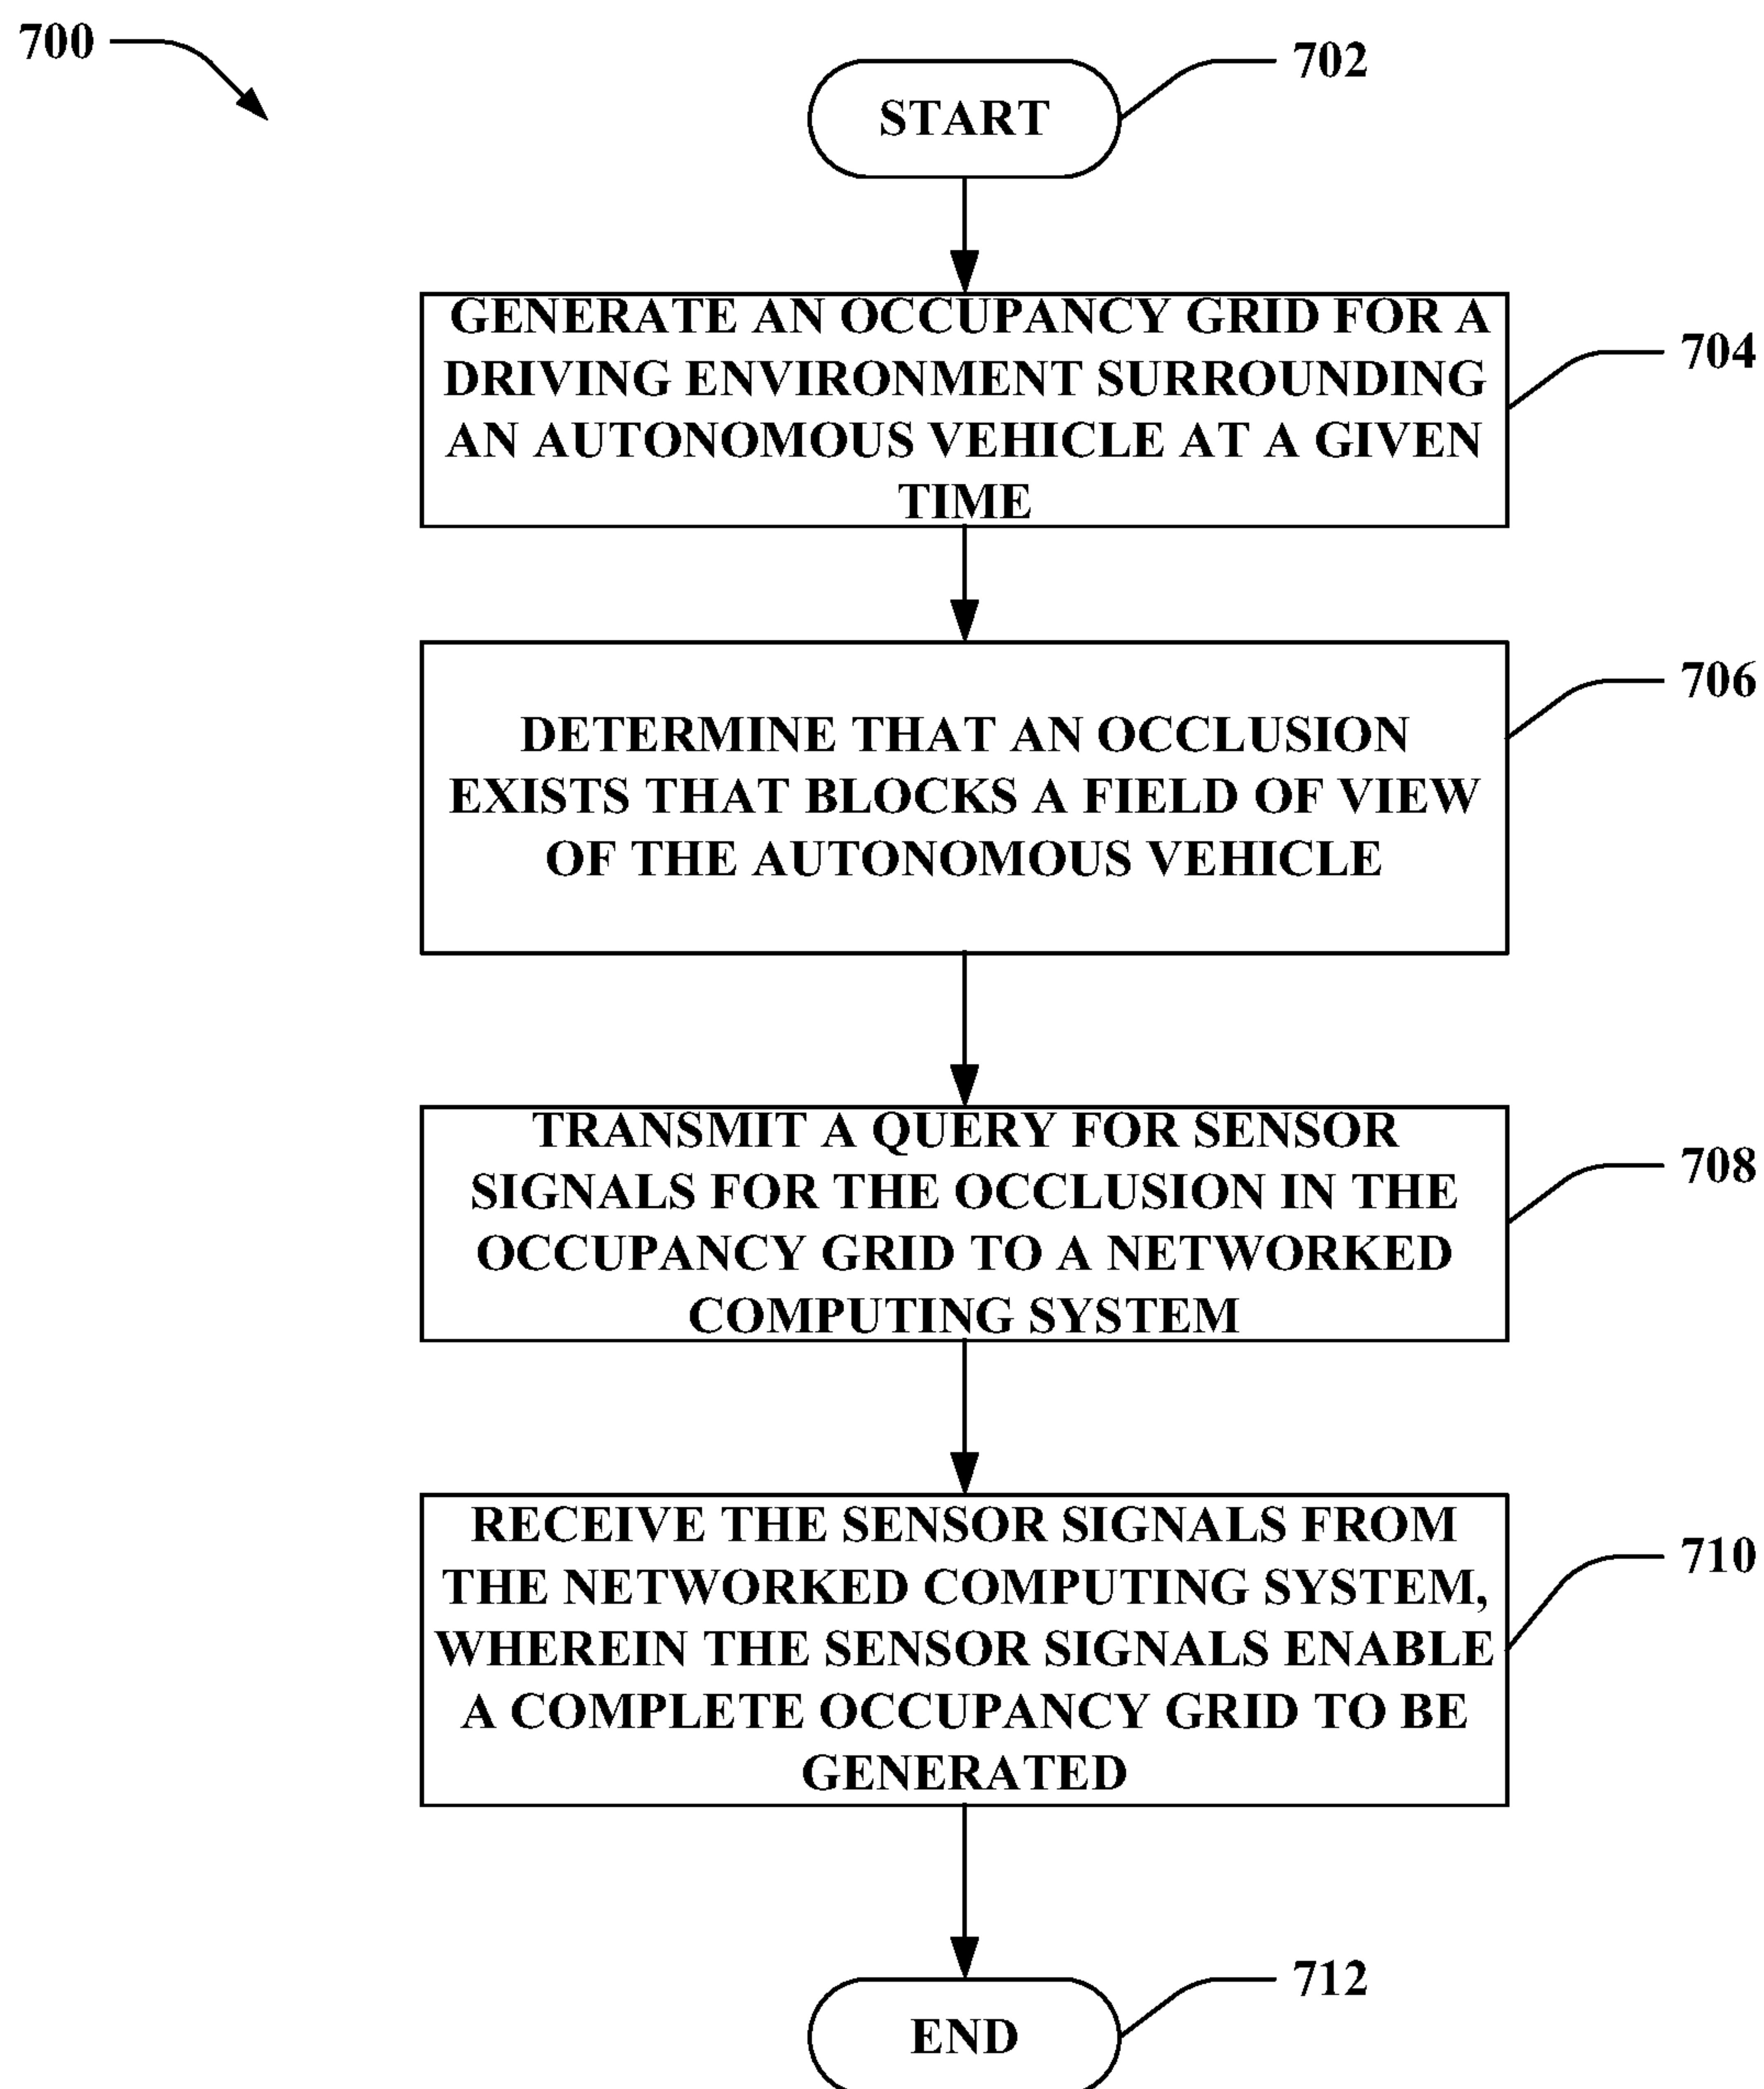 700
702
START
GENERATE AN OCCUPANCY GRID FOR A
DRIVING ENVIRONMENT SURROUNDING
AN AUTONOMOUS VEHICLE AT A GIVEN
TIME
704
DETERMINE THAT AN OCCLUSION
EXISTS THAT BLOCKS A FIELD OF VIEW
OF THE AUTONOMOUS VEHICLE
706
TRANSMIT A QUERY FOR SENSOR
SIGNALS FOR THE OCCLUSION IN THE
OCCUPANCY GRID TO A NETWORKED
COMPUTING SYSTEM
708
RECEIVE THE SENSOR SIGNALS FROM
THE NETWORKED COMPUTING SYSTEM,
WHEREIN THE SENSOR SIGNALS ENABLE
A COMPLETE OCCUPANCY GRID TO BE
GENERATED
710
712
END